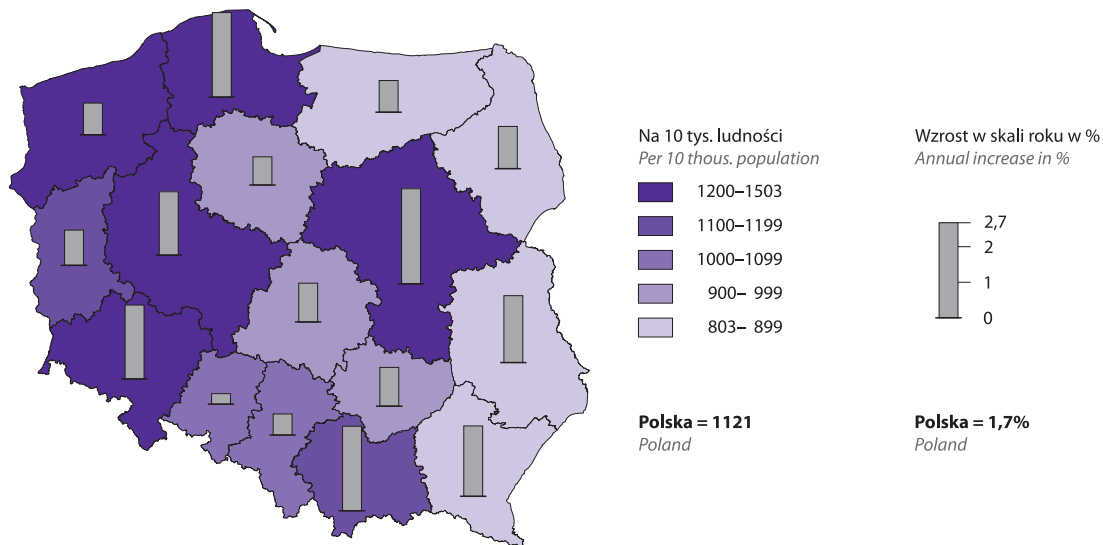 Na 10 tys. ludności
Per 10 thous. population
1200–1503
1100–1199
1000–1099
900– 999
803– 899
Polska = 1121
Poland
Wzrost w skali roku w %
Annual increase in %
2,7
2
1
0
Polska = 1,7%
Poland